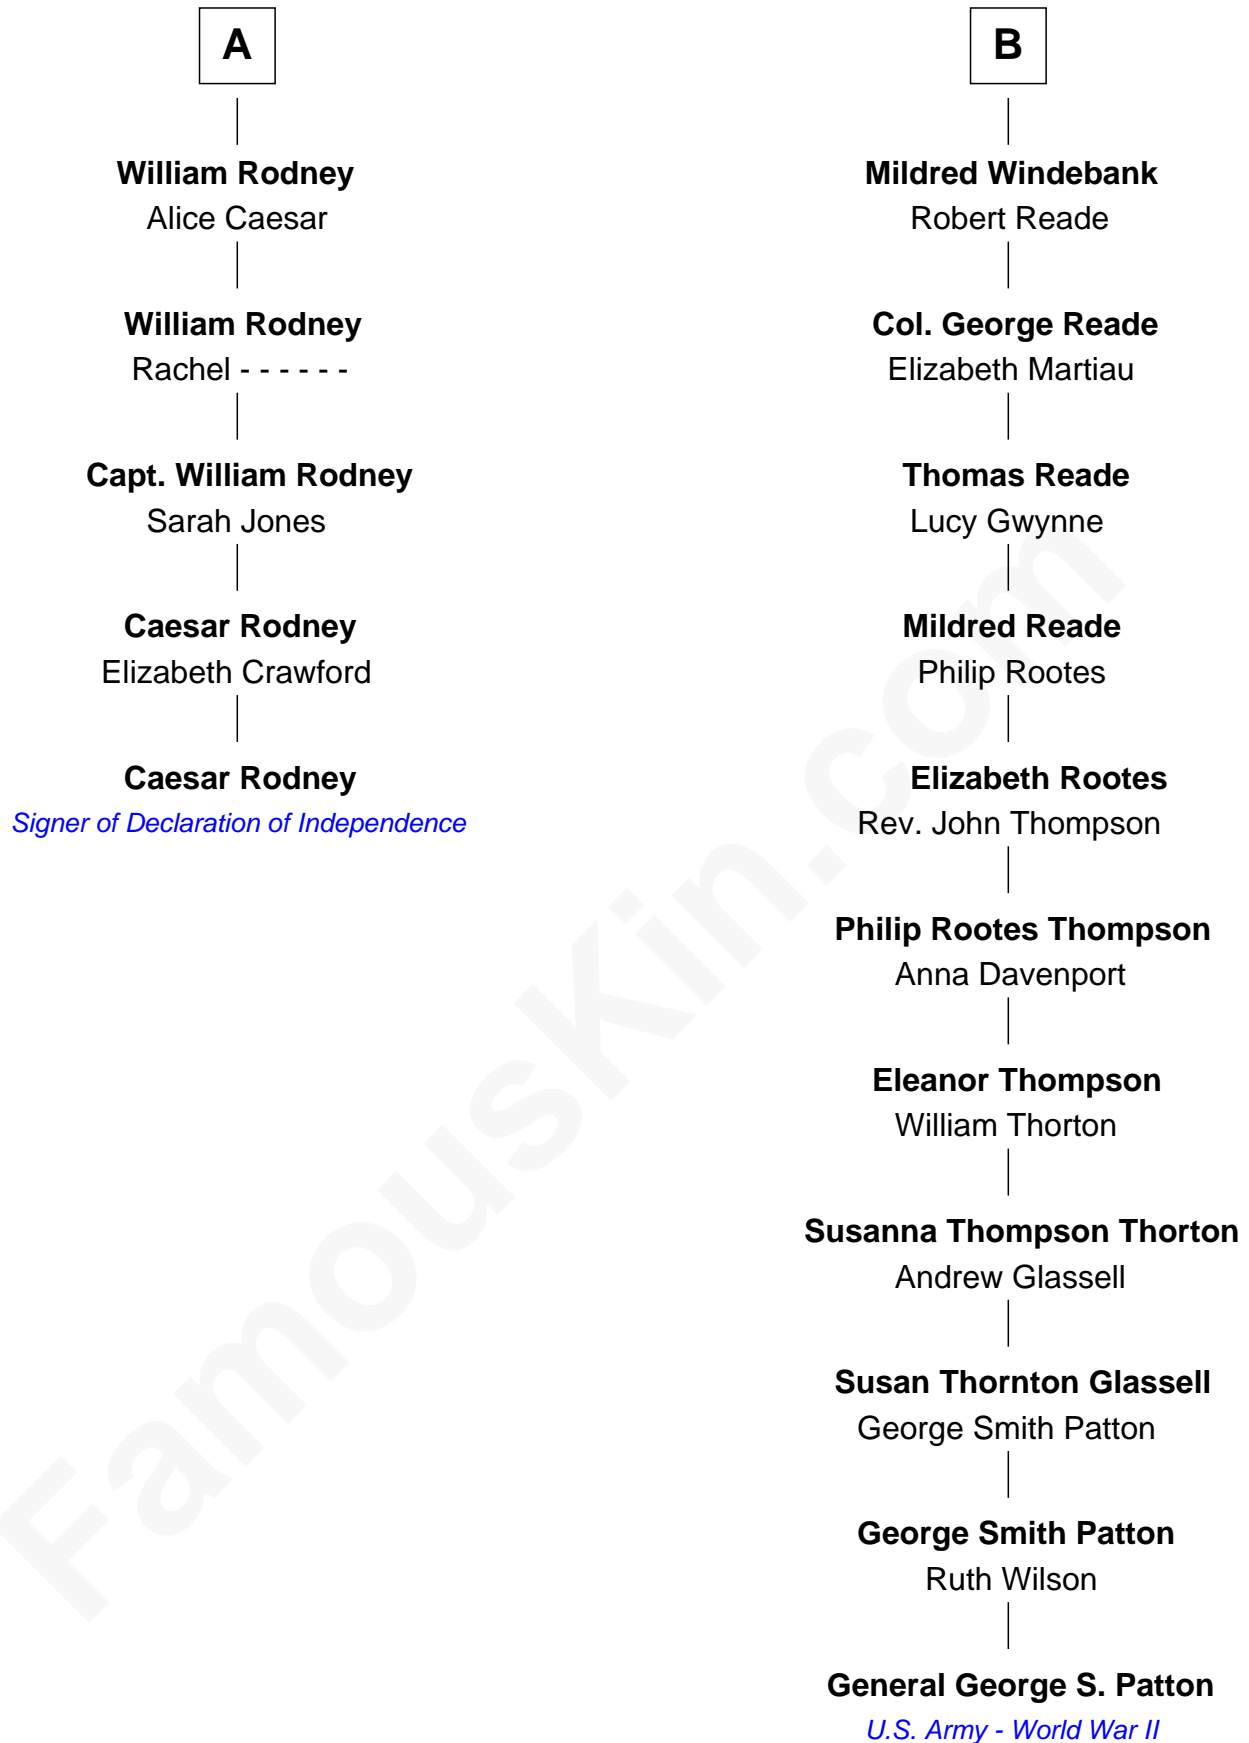 A
William Rodney
Alice Caesar
William Rodney
Rachel - - - - - -
Capt. William Rodney
Sarah Jones
Caesar Rodney
Elizabeth Crawford
Caesar Rodney
Signer of Declaration of Independence
B
Mildred Windebank
Robert Reade
Col. George Reade
Elizabeth Martiau
Thomas Reade
Lucy Gwynne
Mildred Reade
Philip Rootes
Elizabeth Rootes
Rev. John Thompson
Philip Rootes Thompson
Anna Davenport
Eleanor Thompson
William Thorton
Susanna Thompson Thorton
Andrew Glassell
Susan Thornton Glassell
George Smith Patton
George Smith Patton
Ruth Wilson
General George S. Patton
U.S. Army - World War II
FamousKin.com